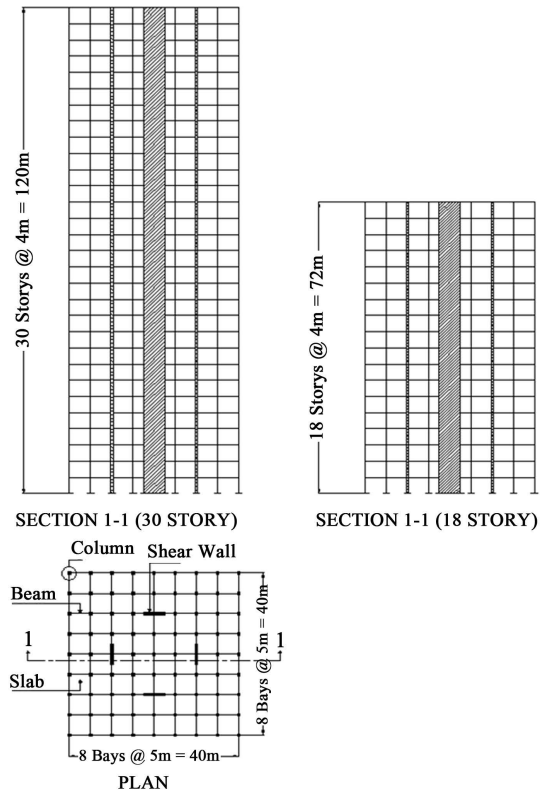 30 Storys @ 4m = 120m
18 Storys @ 4m = 72m
SECTION 1-1 (30 STORY)
SECTION 1-1 (18 STORY)
Column
Shear Wall
Beam
1
1
Slab
8 Bays @ 5m = 40m
8 Bays @ 5m = 40m
PLAN